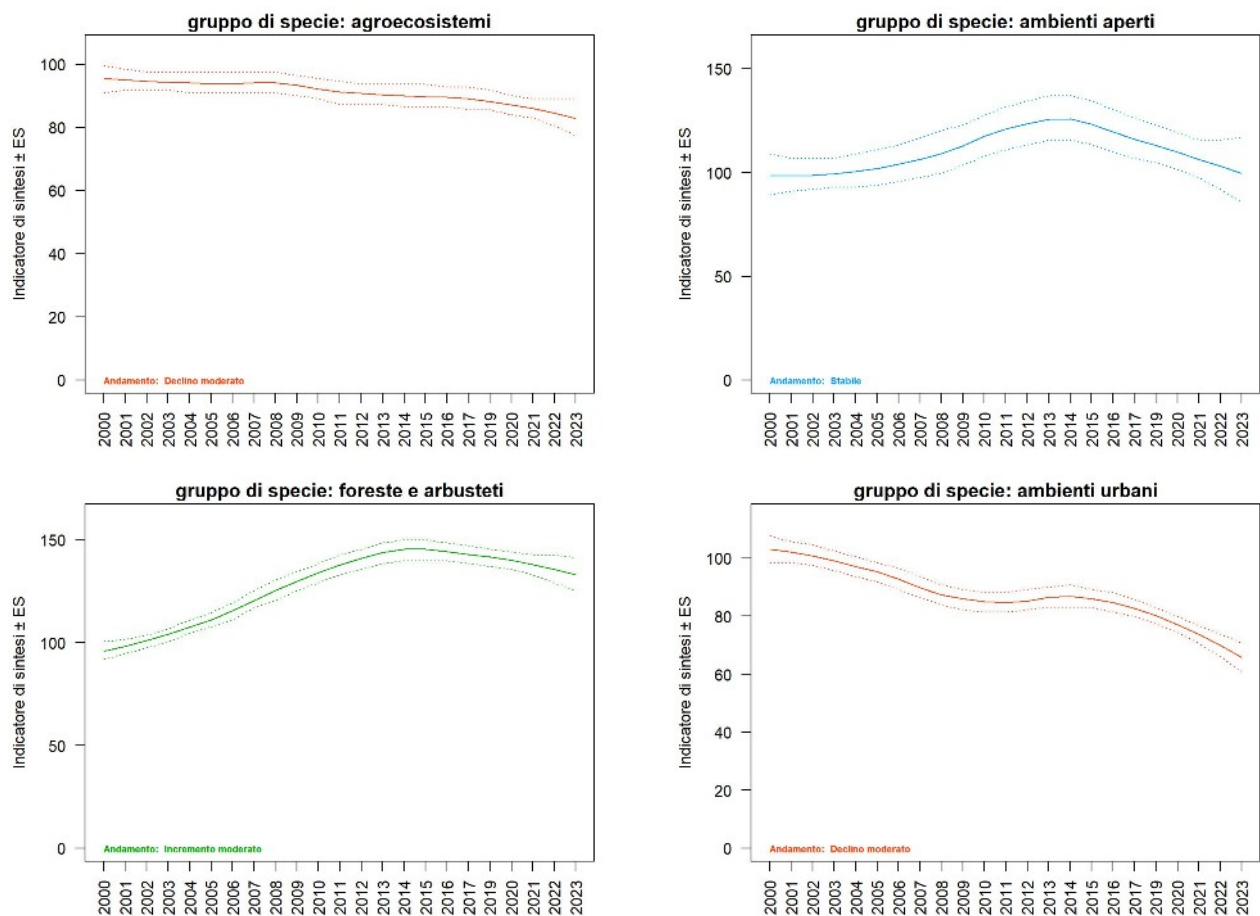 gruppo di specie: agroecosistemi
Indicatore di sintesi ± ES
100
80
60
40
20
0
Andamento: Declino moderato
2000 2001 2002 2003 2004 2005 2006 2007 2008 2009 2010 2011 2012 2013 2014 2015 2016 2017 2018 2019 2020 2021 2022 2023
gruppo di specie: ambienti aperti
Indicatore di sintesi ± ES
150
100
50
0
Andamento: Stabile
2000 2001 2002 2003 2004 2005 2006 2007 2008 2009 2010 2011 2012 2013 2014 2015 2016 2017 2018 2019 2020 2021 2022 2023
gruppo di specie: foreste e arbusteti
Indicatore di sintesi ± ES
150
100
50
0
Andamento: Incremento moderato
2000 2001 2002 2003 2004 2005 2006 2007 2008 2009 2010 2011 2012 2013 2014 2015 2016 2017 2018 2019 2020 2021 2022 2023
gruppo di specie: ambienti urbani
Indicatore di sintesi ± ES
100
80
60
40
20
0
Andamento: Declino moderato
2000 2001 2002 2003 2004 2005 2006 2007 2008 2009 2010 2011 2012 2013 2014 2015 2016 2017 2018 2019 2020 2021 2022 2023